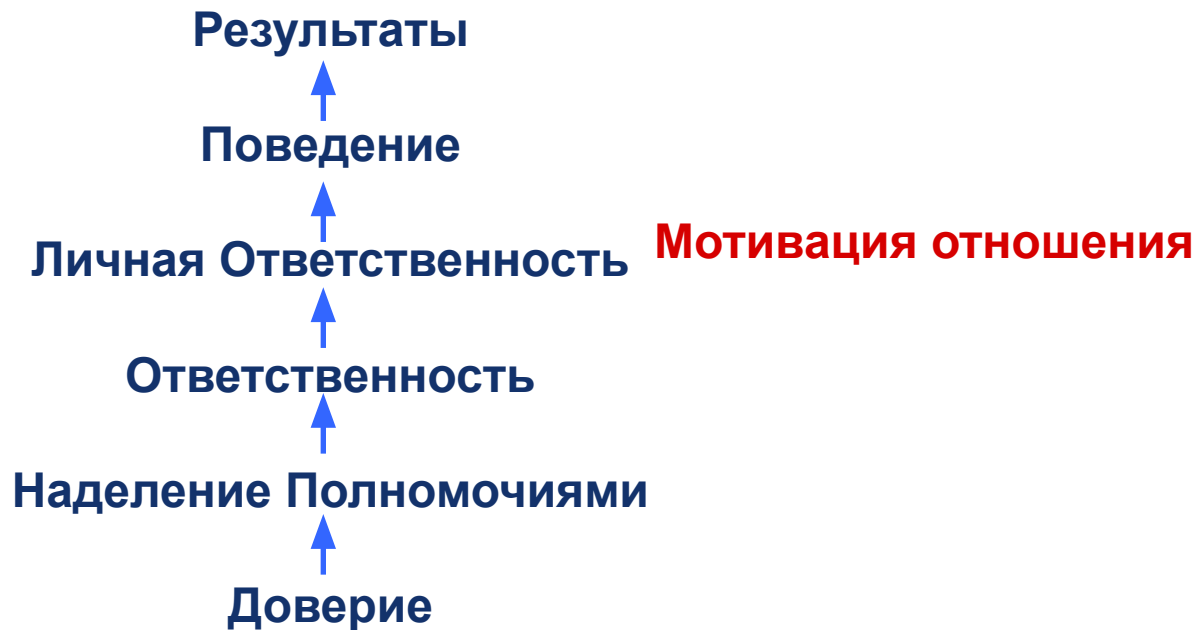 Результаты
Поведение
Личная Ответственность
Мотивация отношения
Ответственность
Наделение Полномочиями
Доверие